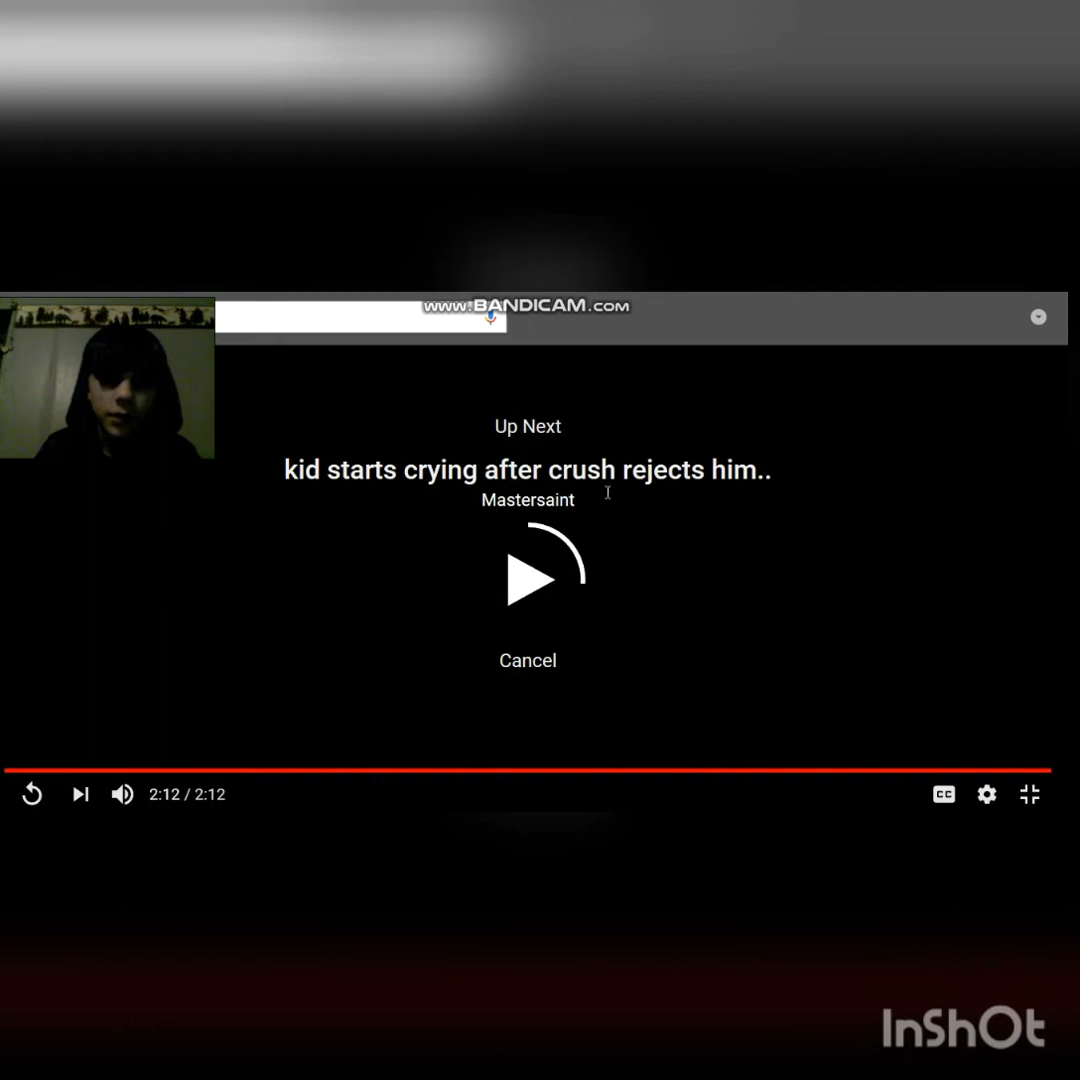 www.BANDICAM.com
Up Next
kid starts crying after crush rejects him..
Mastersaint
Cancel
2:12 / 2:12
CC
InShOt